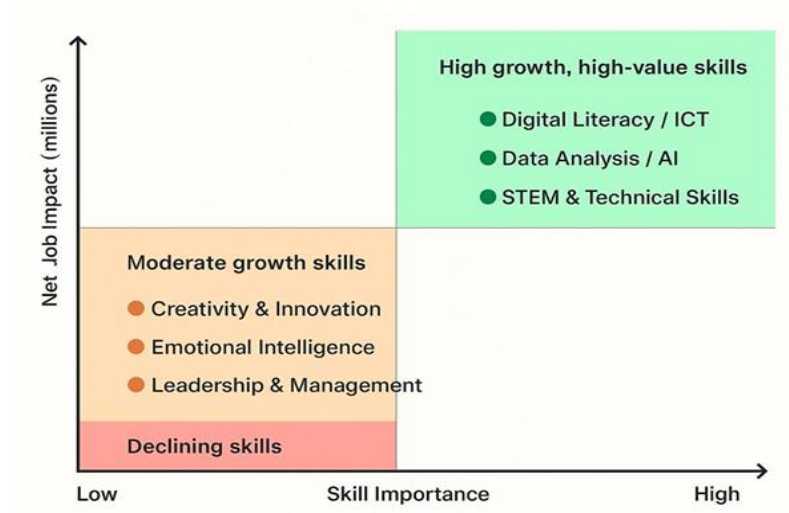 Net Job Impact (millions)
High growth, high-value skills
Digital Literacy / ICT
Data Analysis / AI
STEM & Technical Skills
Moderate growth skills
Creativity & Innovation
Emotional Intelligence
Leadership & Management
Declining skills
Low
Skill Importance
High